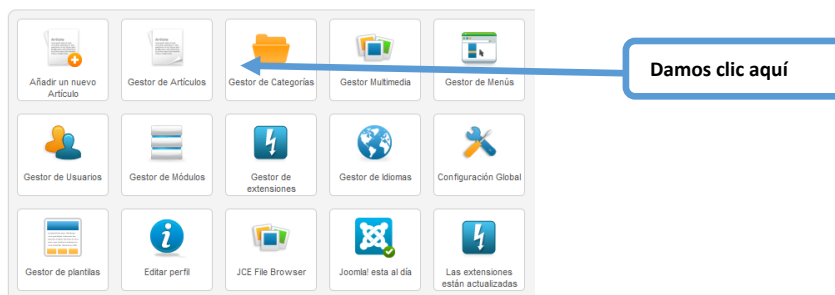 Añadir un nuevo
Artículo
Gestor de Artículos
Gestor de Categorías
Gestor Multimedia
Gestor de Menús
Damos clic aquí
Gestor de Usuarios
Gestor de Módulos
Gestor de
extensiones
Gestor de Idiomas
Configuración Global
Gestor de plantilas
Editar perfil
JCE File Browser
Joomla! esta al día
Las extensiones
están actualizadas